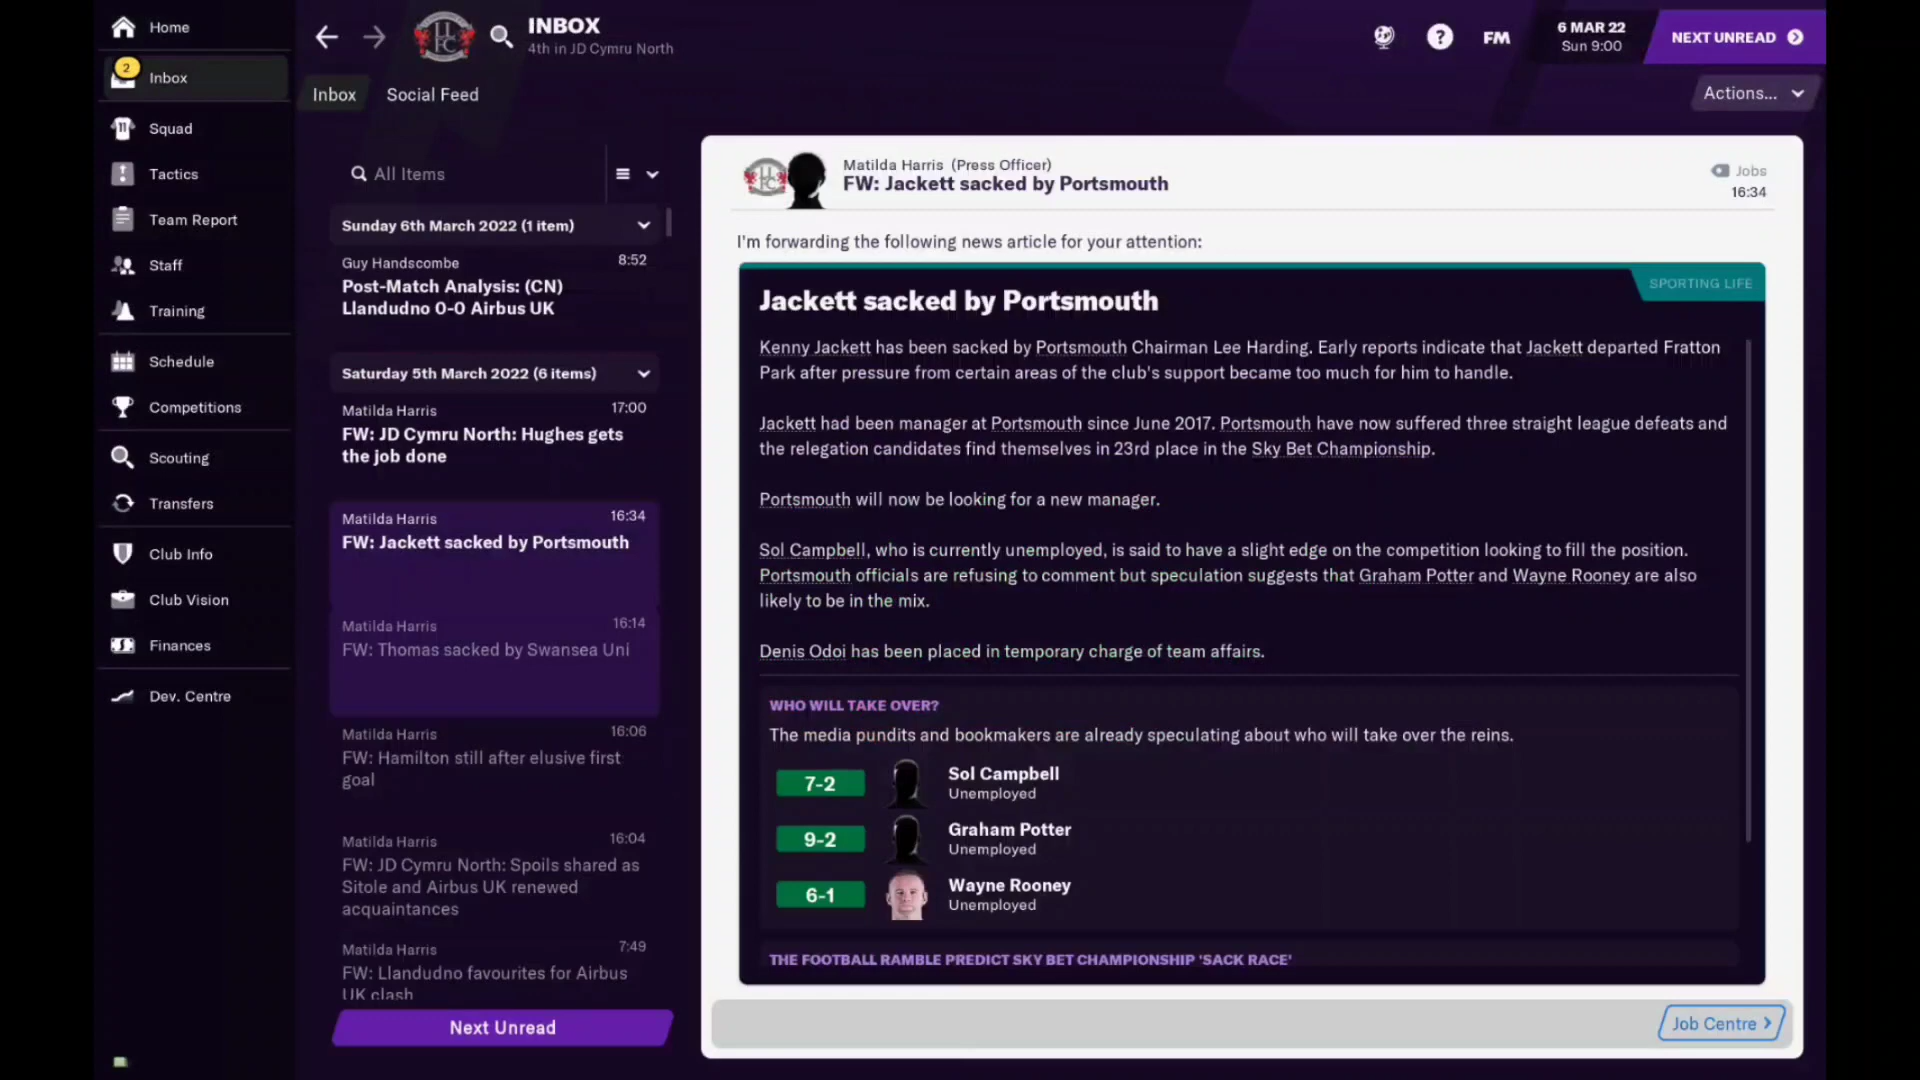 Home
2
Inbox
Squad
Tactics
Team Report
Staff
Training
Schedule
Competitions
Scouting
Transfers
Club Info
Club Vision
Finances
Dev. Centre
INBOX
4th in JD Cymru North
FM
6 MAR 22
Sun 9:00
NEXT UNREAD
Inbox
Social Feed
Actions...
All Items
Sunday 6th March 2022 (1 item)
Guy Handscombe
8:52
Post-Match Analysis: (CN)
Llandudno 0-0 Airbus UK
Saturday 5th March 2022 (6 items)
Matilda Harris
17:00
FW: JD Cymru North: Hughes gets
the job done
Matilda Harris
16:34
FW: Jackett sacked by Portsmouth
Matilda Harris
16:14
FW: Thomas sacked by Swansea Uni
Matilda Harris
16:06
FW: Hamilton still after elusive first
goal
Matilda Harris
16:04
FW: JD Cymru North: Spoils shared as
Sitole and Airbus UK renewed
acquaintances
Matilda Harris
7:49
FW: Llandudno favourites for Airbus
UK clash
Next Unread
Matilda Harris (Press Officer)
FW: Jackett sacked by Portsmouth
Jobs
16:34
I'm forwarding the following news article for your attention:
SPORTING LIFE
Jackett sacked by Portsmouth
Kenny Jackett has been sacked by Portsmouth Chairman Lee Harding. Early reports indicate that Jackett departed Fratton
Park after pressure from certain areas of the club's support became too much for him to handle.
Jackett had been manager at Portsmouth since June 2017. Portsmouth have now suffered three straight league defeats and
the relegation candidates find themselves in 23rd place in the Sky Bet Championship.
Portsmouth will now be looking for a new manager.
Sol Campbell, who is currently unemployed, is said to have a slight edge on the competition looking to fill the position.
Portsmouth officials are refusing to comment but speculation suggests that Graham Potter and Wayne Rooney are also
likely to be in the mix.
Denis Odoi has been placed in temporary charge of team affairs.
WHO WILL TAKE OVER?
The media pundits and bookmakers are already speculating about who will take over the reins.
7-2
Sol Campbell
Unemployed
9-2
Graham Potter
Unemployed
6-1
Wayne Rooney
Unemployed
THE FOOTBALL RAMBLE PREDICT SKY BET CHAMPIONSHIP 'SACK RACE'
Job Centre